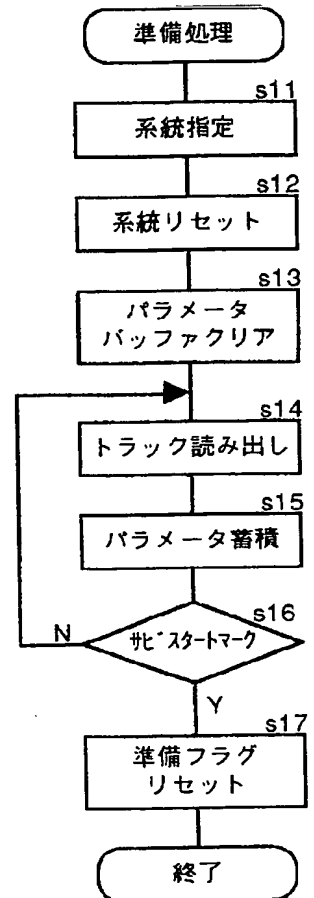 準備処理
s11
系統指定
s12
系統リセット
s13
パラメータ
バッファクリア
s14
トラック読み出し
s15
パラメータ蓄積
s16
サビスタートマーク
N
Y
s17
準備フラグ
リセット
終了